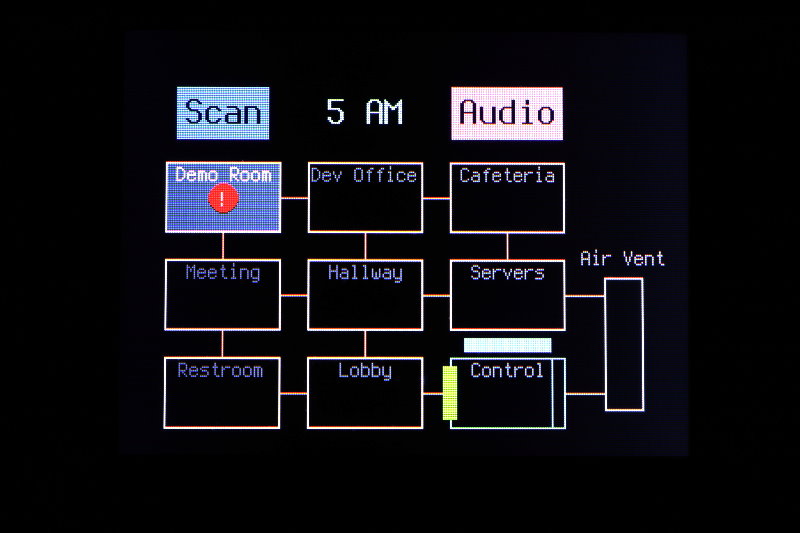 Scan 5 AM Audio
Demo Room Dev Office Cafeteria
!
Air Vent
Meeting Hallway Servers
Restroom Lobby Control